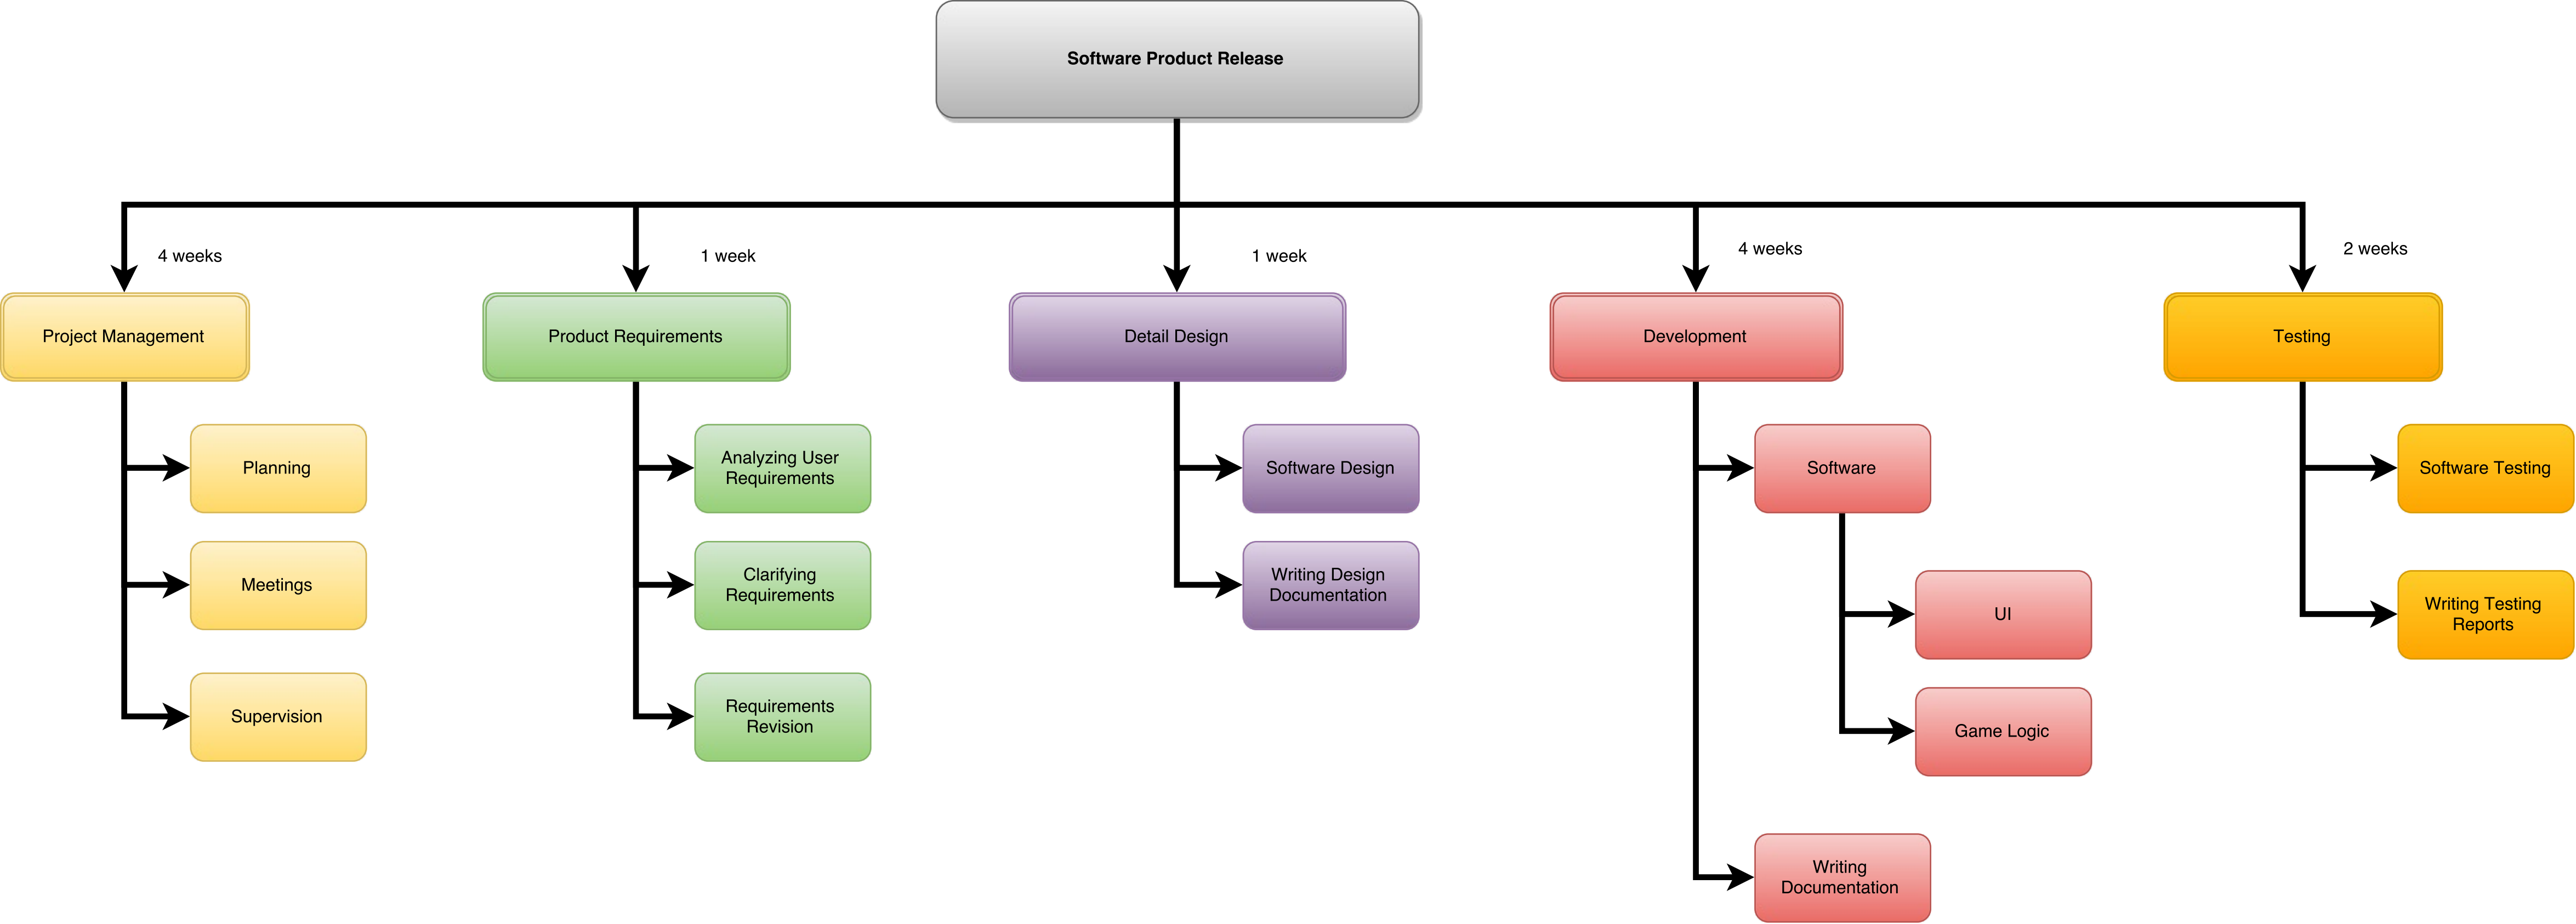 Software Product Release
4 weeks
1 week
1 week
4 weeks
2 weeks
Project Management
Product Requirements
Detail Design
Development
Testing
Planning
Meetings
Supervision
Analyzing User
Requirements
Clarifying
Requirements
Requirements
Revision
Software Design
Writing Design
Documentation
Software
UI
Game Logic
Writing
Documentation
Software Testing
Writing Testing
Reports